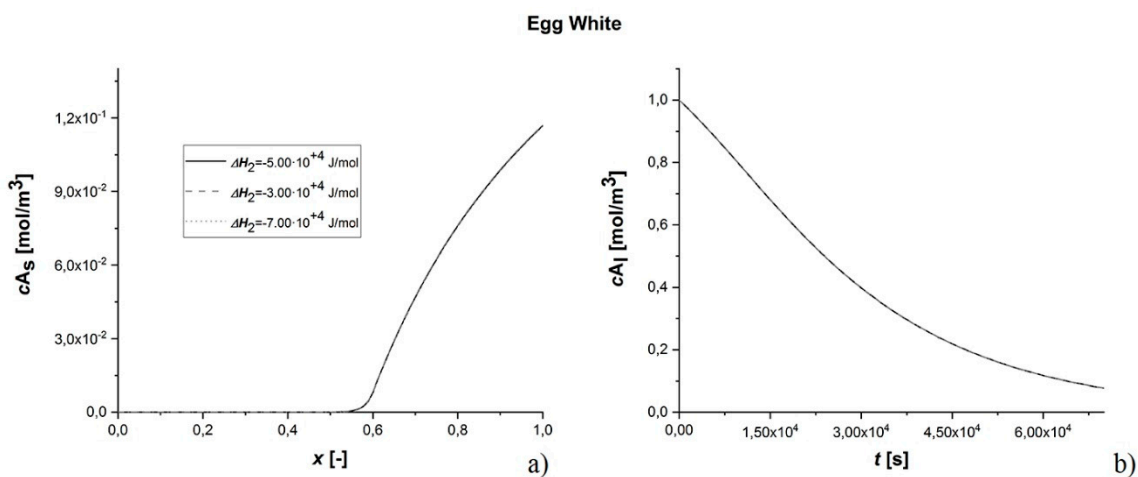 Egg White
cAs [mol/m³]
1,2x10⁻¹
9,0x10⁻²
6,0x10⁻²
3,0x10⁻²
0,0
ΔH₂=-5.00·10⁺⁴ J/mol
ΔH₂=-3.00·10⁺⁴ J/mol
ΔH₂=-7.00·10⁺⁴ J/mol
0,0 0,2 0,4 0,6 0,8 1,0
x [-]
a)
cAl [mol/m³]
1,0
0,8
0,6
0,4
0,2
0,0
0,00 1,50x10⁴ 3,00x10⁴ 4,50x10⁴ 6,00x10⁴
t [s]
b)